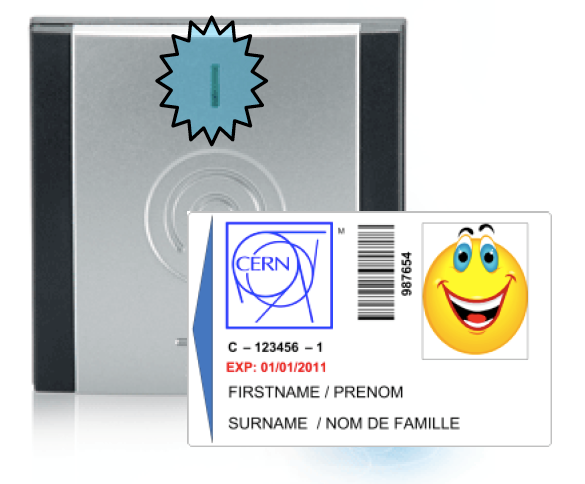 CERN
M
987654
C – 123456 – 1
EXP: 01/01/2011
FIRSTNAME / PRENOM
SURNAME / NOM DE FAMILLE